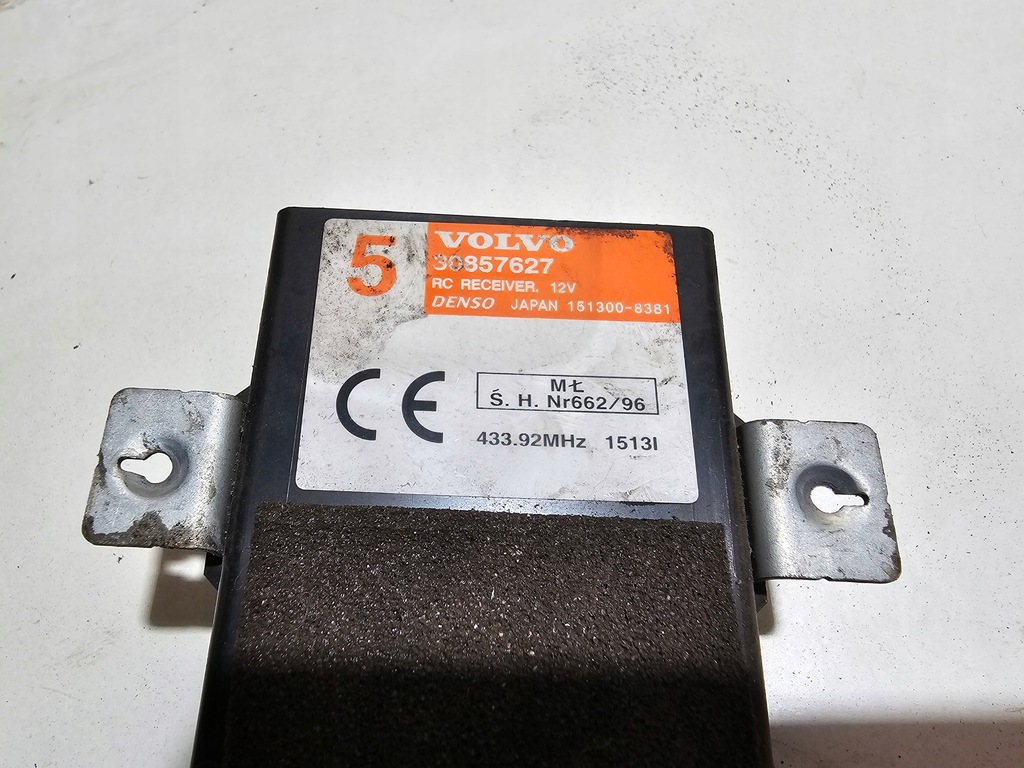 5
VOLVO
30857627
RC RECEIVER. 12V
DENSO JAPAN 151300-8381
CE
MŁ
Ś. H. Nr662/96
433.92MHz 1513I